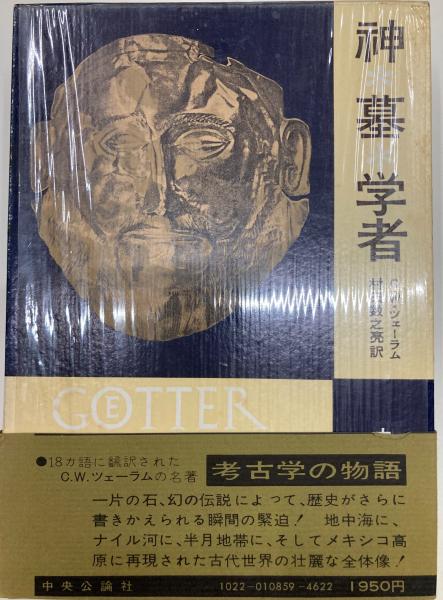 神
墓
学者
C.W.ツェーラム
村田数之亮訳
GÖTTER
●18カ語に飜訳された
C.W.ツェーラムの名著
考古学の物語
一片の石、幻の伝説によって、歴史がさらに
書きかえられる瞬間の緊迫! 地中海に、
ナイル河に、半月地帯に、そしてメキシコ高
原に再現された古代世界の壮麗な全体像!
中央公論社
1022-010859-4622
1950円